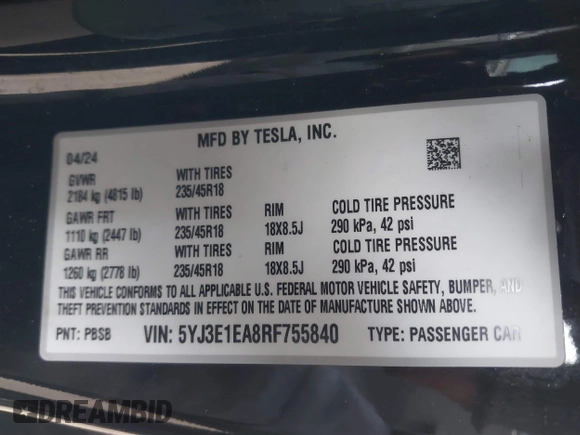 MFD BY TESLA, INC.
04/24
GVWR WITH TIRES
2184 kg (4815 lb) 235/45R18
GAWR FRT WITH TIRES RIM COLD TIRE PRESSURE
1110 kg (2447 lb) 235/45R18 18X8.5J 290 kPa, 42 psi
GAWR RR WITH TIRES RIM COLD TIRE PRESSURE
1260 kg (2778 lb) 235/45R18 18X8.5J 290 kPa, 42 psi
THIS VEHICLE CONFORMS TO ALL APPLICABLE U.S. FEDERAL MOTOR VEHICLE SAFETY, BUMPER, AND
THEFT PREVENTION STANDARDS IN EFFECT ON THE DATE OF MANUFACTURE SHOWN ABOVE.
PNT: PBSB VIN: 5YJ3E1EA8RF755840 TYPE: PASSENGER CAR
DREAMBID